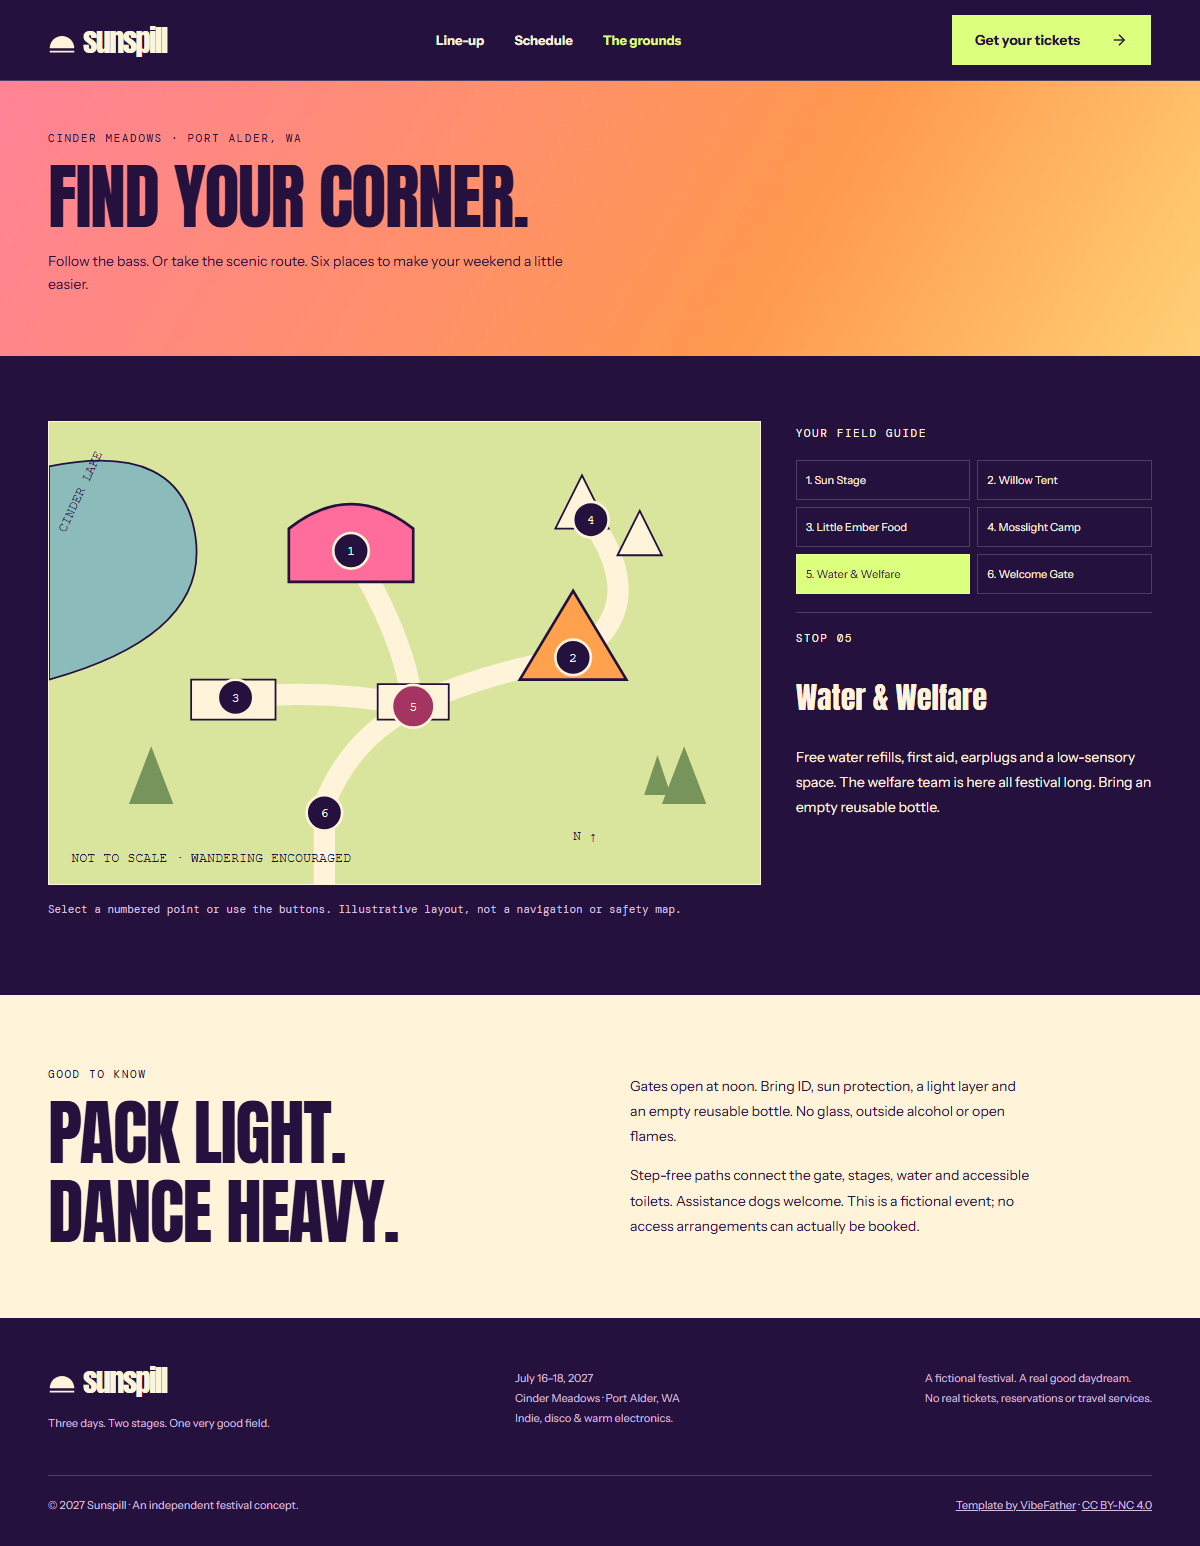 sunspill
Line-up
Schedule
The grounds
Get your tickets →
CINDER MEADOWS · PORT ALDER, WA
FIND YOUR CORNER.
Follow the bass. Or take the scenic route. Six places to make your weekend a little
easier.
CINDER LAKE
1
4
2
3
5
6
N ↑
NOT TO SCALE · WANDERING ENCOURAGED
Select a numbered point or use the buttons. Illustrative layout, not a navigation or safety map.
YOUR FIELD GUIDE
1. Sun Stage
2. Willow Tent
3. Little Ember Food
4. Mosslight Camp
5. Water & Welfare
6. Welcome Gate
STOP 05
Water & Welfare
Free water refills, first aid, earplugs and a low-sensory
space. The welfare team is here all festival long. Bring an
empty reusable bottle.
GOOD TO KNOW
PACK LIGHT.
DANCE HEAVY.
Gates open at noon. Bring ID, sun protection, a light layer and
an empty reusable bottle. No glass, outside alcohol or open
flames.
Step-free paths connect the gate, stages, water and accessible
toilets. Assistance dogs welcome. This is a fictional event; no
access arrangements can actually be booked.
sunspill
Three days. Two stages. One very good field.
July 16–18, 2027
Cinder Meadows · Port Alder, WA
Indie, disco & warm electronics.
A fictional festival. A real good daydream.
No real tickets, reservations or travel services.
© 2027 Sunspill · An independent festival concept.
Template by VibeFather · CC BY-NC 4.0